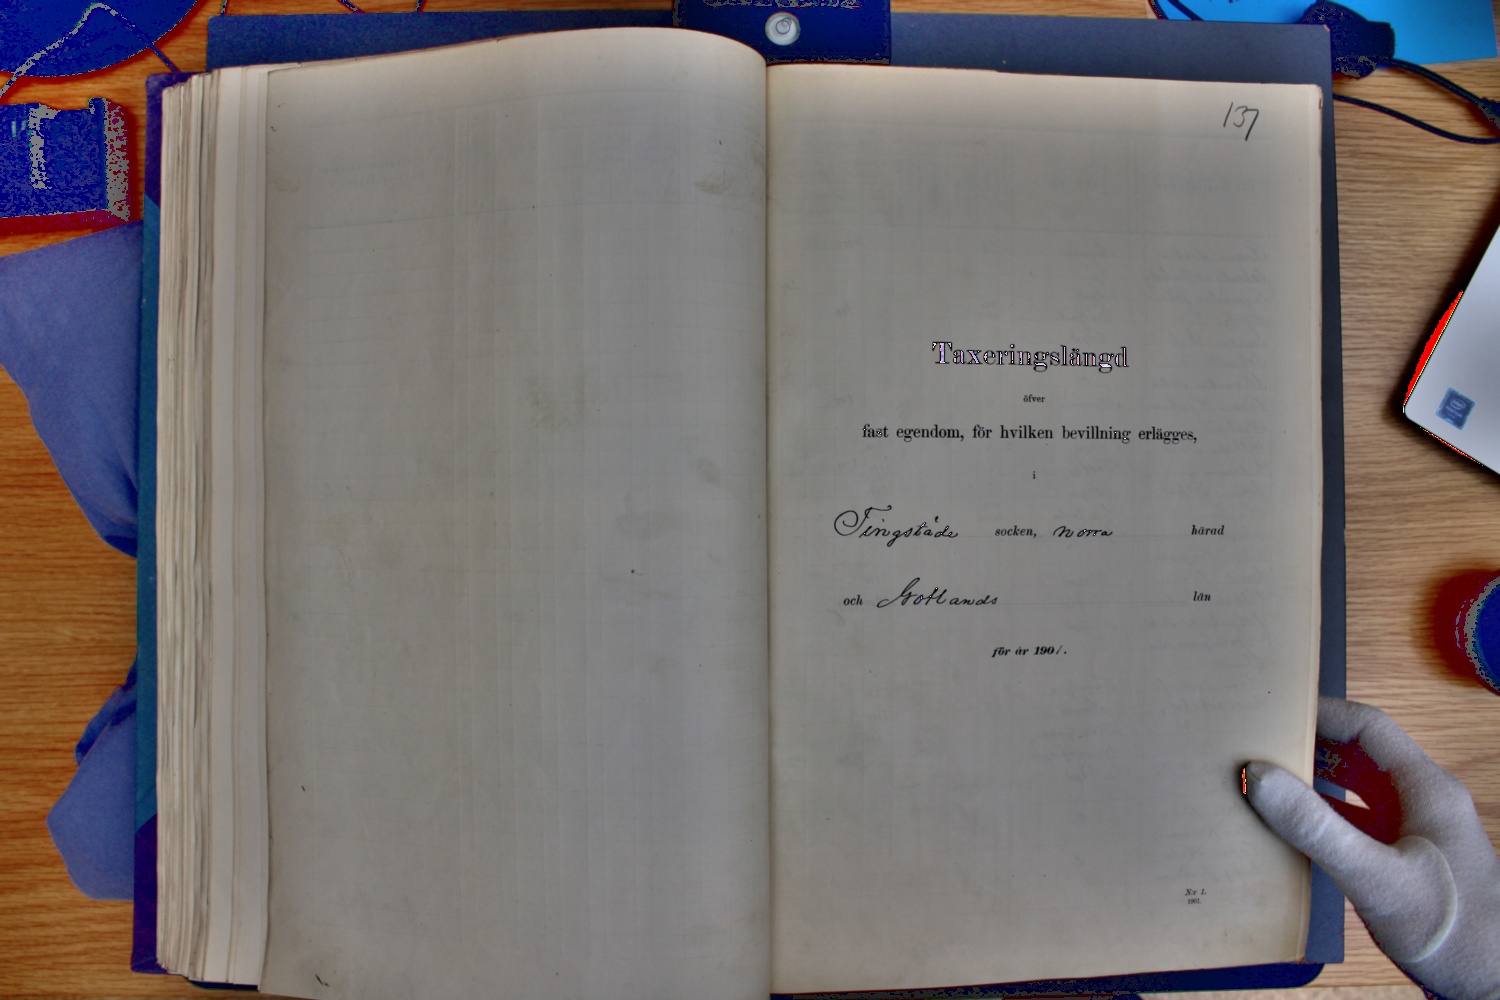 137
Taxeringslängd
öfver
fast egendom, för hvilken bevillning erlägges,
i
Tingstäde socken, norra härad
och Gotlands län
för år 1901.
N:r 1.
1901.